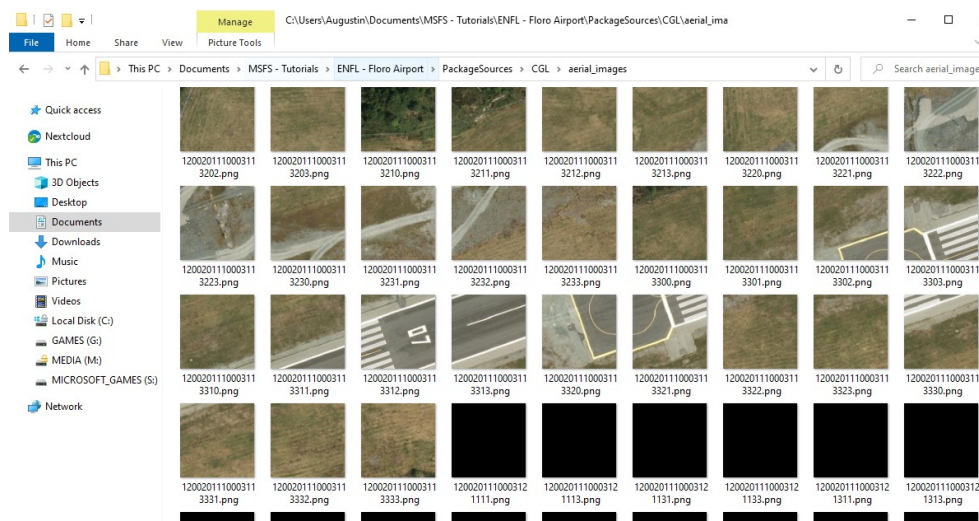 Manage
C:\Users\Augustin\Documents\MSFS - Tutorials\ENFL - Floro Airport\PackageSources\CGL\aerial_ima
File Home Share View Picture Tools
This PC > Documents > MSFS - Tutorials > ENFL - Floro Airport > PackageSources > CGL > aerial_images
Search aerial_image
Quick access
Nextcloud
This PC
3D Objects
Desktop
Documents
Downloads
Music
Pictures
Videos
Local Disk (C:)
GAMES (G:)
MEDIA (M:)
MICROSOFT_GAMES (S:)
Network
120020111000311 120020111000311 120020111000311 120020111000311 120020111000311 120020111000311 120020111000311 120020111000311 120020111000311
3202.png 3203.png 3210.png 3211.png 3212.png 3213.png 3220.png 3221.png 3222.png
120020111000311 120020111000311 120020111000311 120020111000311 120020111000311 120020111000311 120020111000311 120020111000311 120020111000311
3223.png 3230.png 3231.png 3232.png 3233.png 3300.png 3301.png 3302.png 3303.png
07
120020111000311 120020111000311 120020111000311 120020111000311 120020111000311 120020111000311 120020111000311 120020111000311 120020111000311
3310.png 3311.png 3312.png 3313.png 3320.png 3321.png 3322.png 3323.png 3330.png
120020111000311 120020111000311 120020111000311 120020111000312 120020111000312 120020111000312 120020111000312 120020111000312 120020111000312
3331.png 3332.png 3333.png 1111.png 1113.png 1131.png 1133.png 1311.png 1313.png